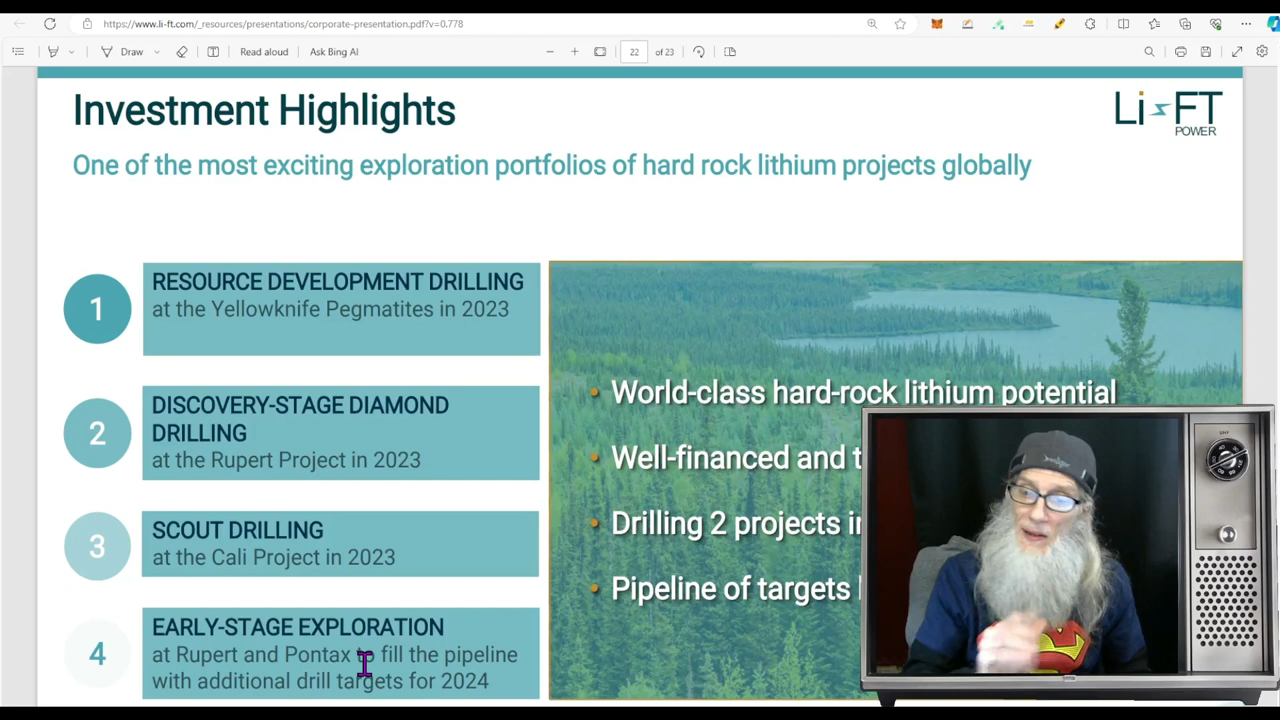 https://www.li-ft.com/_resources/presentations/corporate-presentation.pdf?v=0.778
Draw
Read aloud
Ask Bing AI
22 of 23
Investment Highlights
Li FT
POWER
One of the most exciting exploration portfolios of hard rock lithium projects globally
1
RESOURCE DEVELOPMENT DRILLING
at the Yellowknife Pegmatites in 2023
2
DISCOVERY-STAGE DIAMOND
DRILLING
at the Rupert Project in 2023
3
SCOUT DRILLING
at the Cali Project in 2023
4
EARLY-STAGE EXPLORATION
at Rupert and Pontax fill the pipeline
with additional drill targets for 2024
• World-class hard-rock lithium potential
• Well-financed and
• Drilling 2 projects
• Pipeline of targets